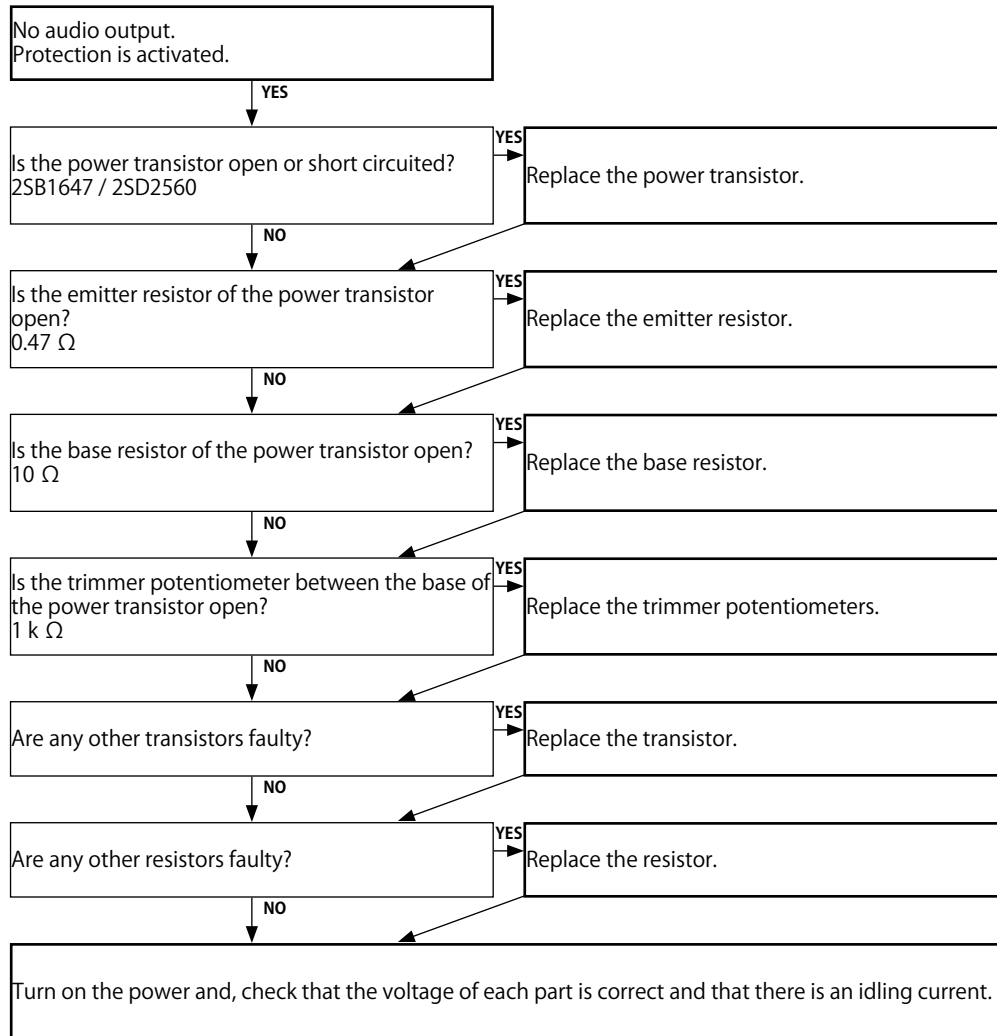 No audio output.
Protection is activated.
YES
Is the power transistor open or short circuited?
2SB1647 / 2SD2560
YES
Replace the power transistor.
NO
Is the emitter resistor of the power transistor
open?
0.47 Ω
YES
Replace the emitter resistor.
NO
Is the base resistor of the power transistor open?
10 Ω
YES
Replace the base resistor.
NO
Is the trimmer potentiometer between the base of
the power transistor open?
1 k Ω
YES
Replace the trimmer potentiometers.
NO
Are any other transistors faulty?
YES
Replace the transistor.
NO
Are any other resistors faulty?
YES
Replace the resistor.
NO
Turn on the power and, check that the voltage of each part is correct and that there is an idling current.